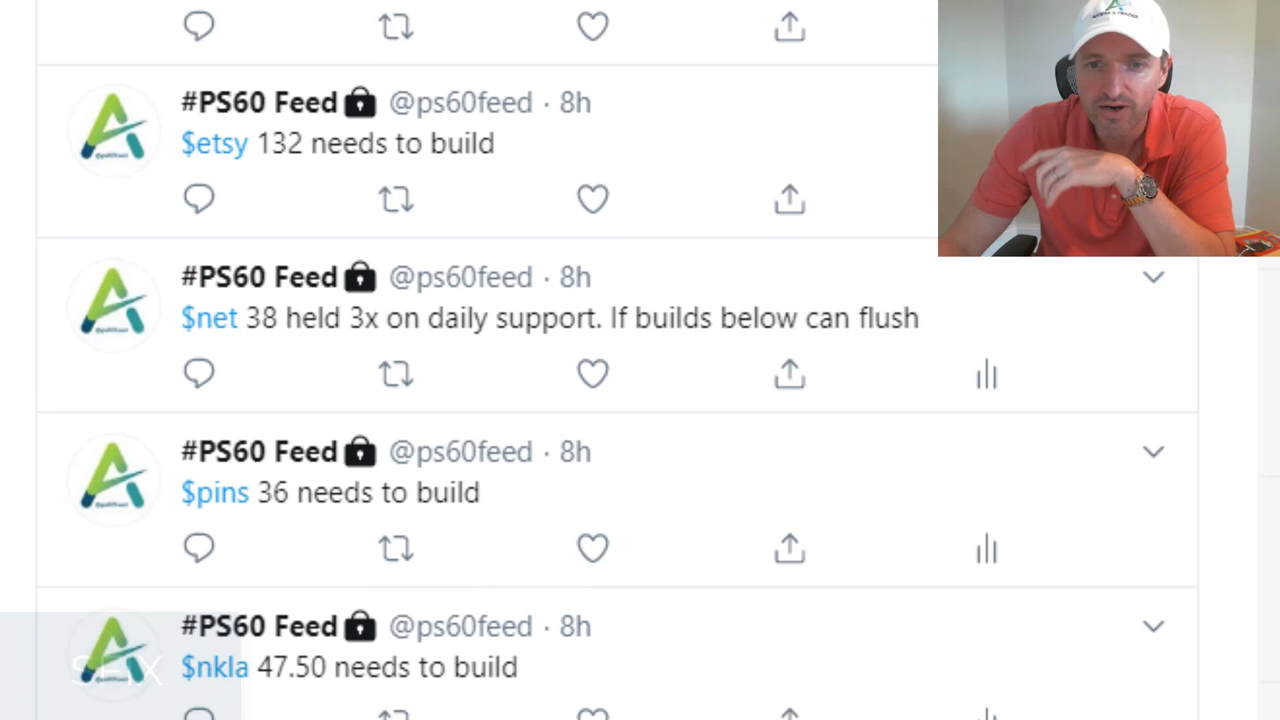 #PS60 Feed @ps60feed · 8h
$etsy 132 needs to build
#PS60 Feed @ps60feed · 8h
$net 38 held 3x on daily support. If builds below can flush
#PS60 Feed @ps60feed · 8h
$pins 36 needs to build
#PS60 Feed @ps60feed · 8h
$nkla 47.50 needs to build